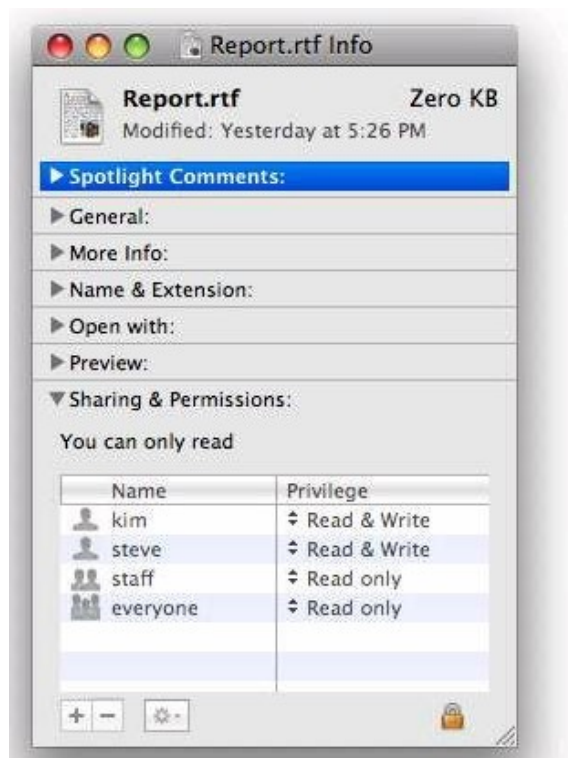 Report.rtf Info
Report.rtf Zero KB
Modified: Yesterday at 5:26 PM
Spotlight Comments:
General:
More Info:
Name & Extension:
Open with:
Preview:
Sharing & Permissions:
You can only read
Name Privilege
kim Read & Write
steve Read & Write
staff Read only
everyone Read only